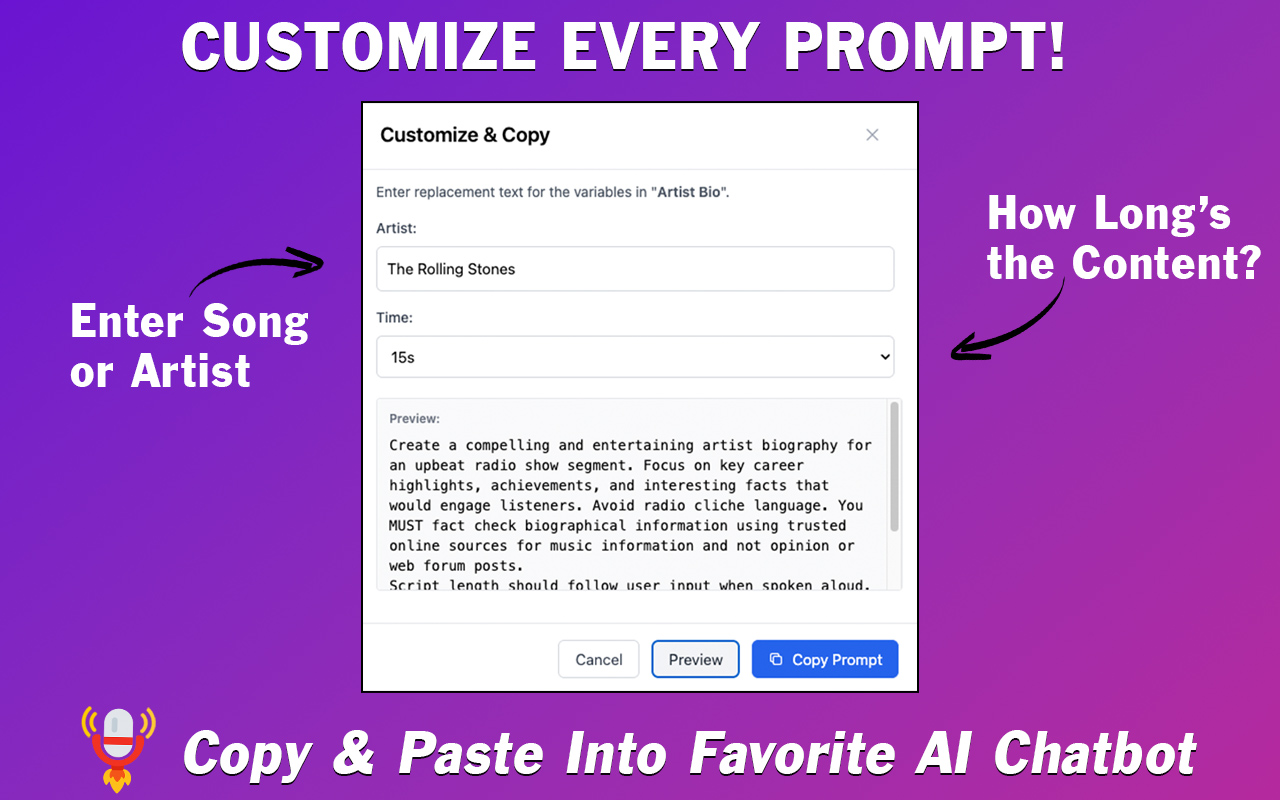 CUSTOMIZE EVERY PROMPT!
Customize & Copy
Enter replacement text for the variables in "Artist Bio".
Artist:
The Rolling Stones
Time:
15s
Preview:
Create a compelling and entertaining artist biography for
an upbeat radio show segment. Focus on key career
highlights, achievements, and interesting facts that
would engage listeners. Avoid radio cliche language. You
MUST fact check biographical information using trusted
online sources for music information and not opinion or
web forum posts.
Script length should follow user input when spoken aloud.
Cancel
Preview
Copy Prompt
Enter Song
or Artist
How Long’s
the Content?
Copy & Paste Into Favorite AI Chatbot